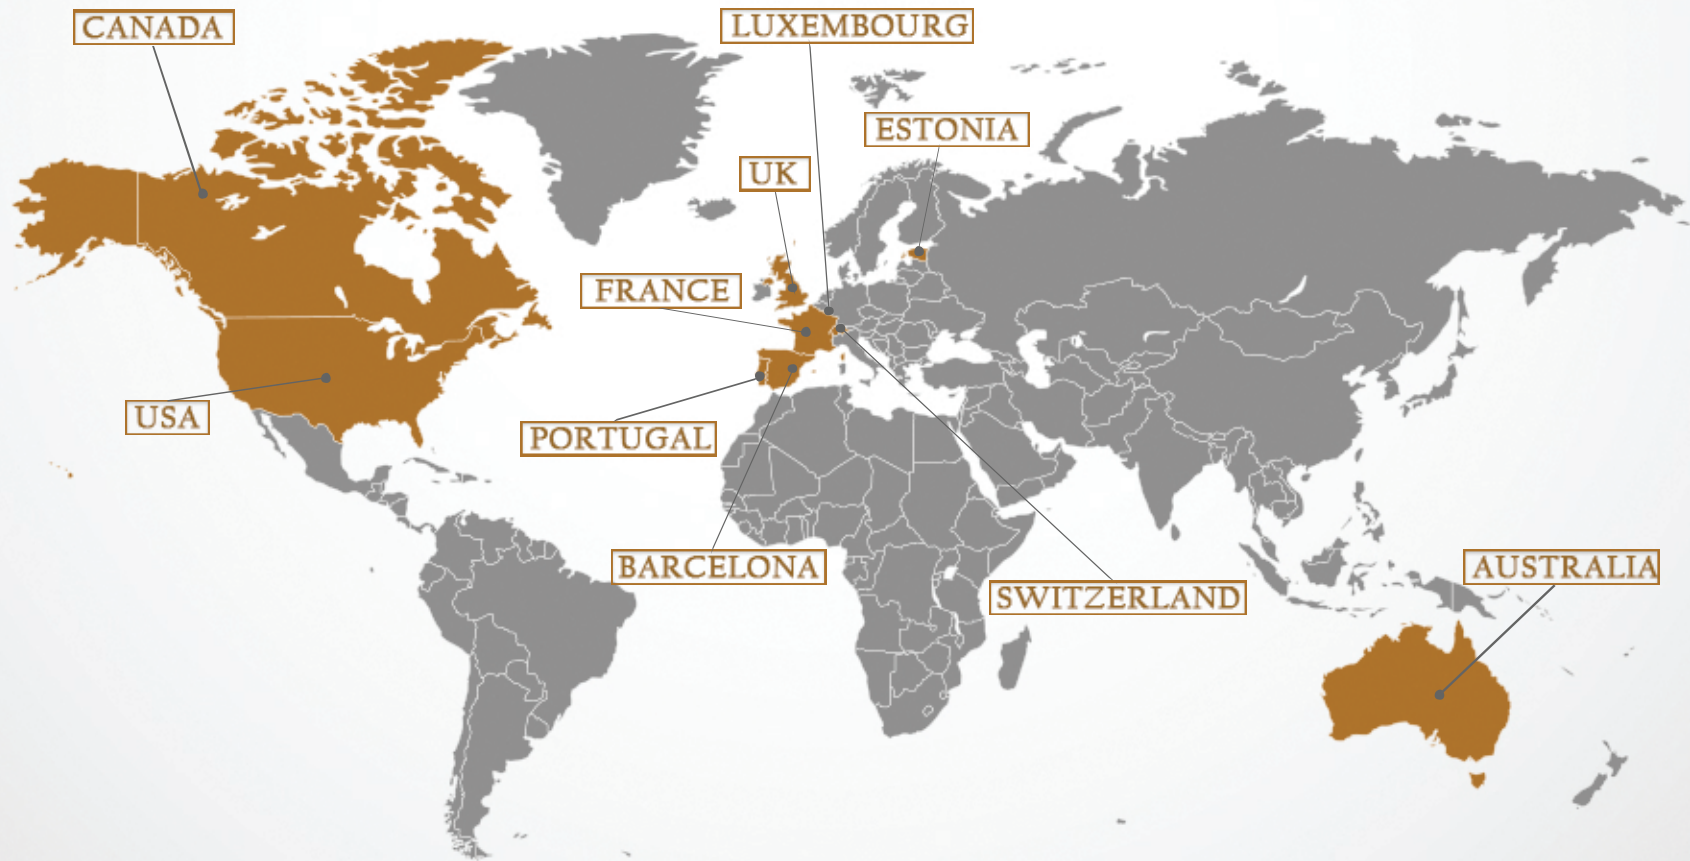 LUXEMBOURG
CANADA
ESTONIA
UK
FRANCE
USA
PORTUGAL
BARCELONA
AUSTRALIA
SWITZERLAND